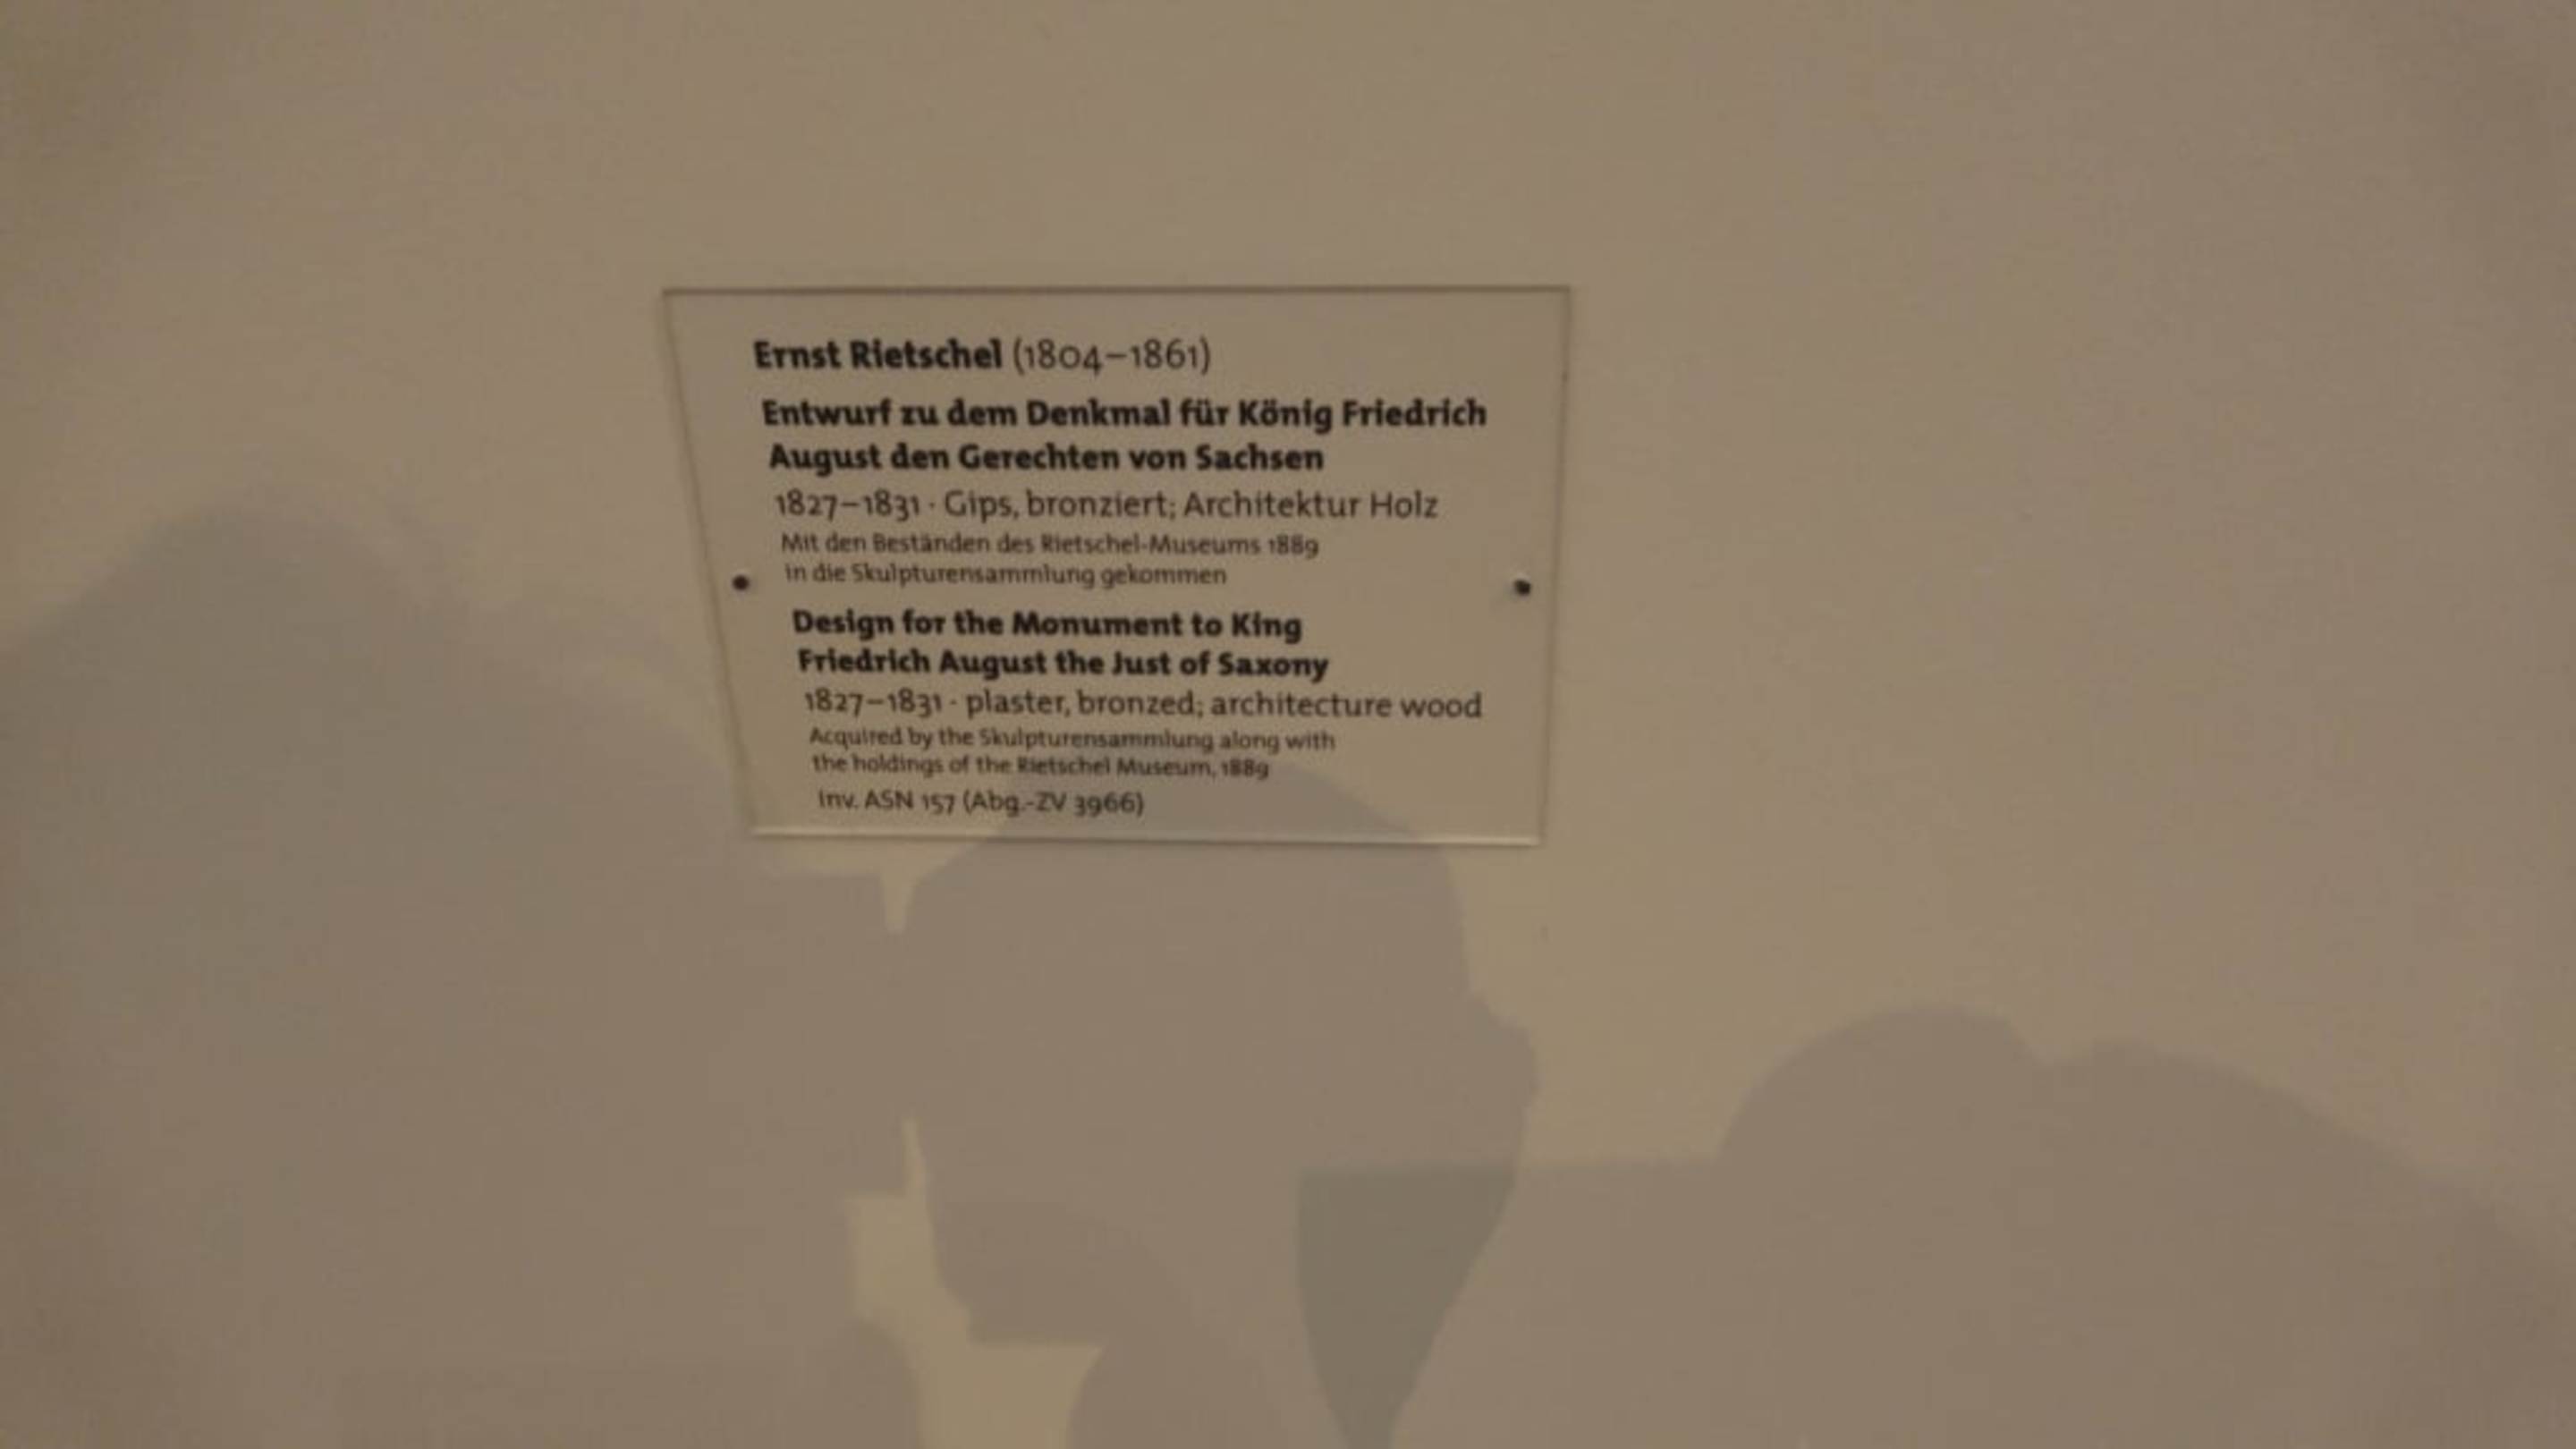 Ernst Rietschel (1804–1861)
Entwurf zu dem Denkmal für König Friedrich
August den Gerechten von Sachsen
1827–1831 · Gips, bronziert; Architektur Holz
Mit den Beständen des Rietschel-Museums 1889
in die Skulpturensammlung gekommen
Design for the Monument to King
Friedrich August the Just of Saxony
1827–1831 · plaster, bronzed; architecture wood
Acquired by the Skulpturensammlung along with
the holdings of the Rietschel Museum, 1889
Inv. ASN 157 (Abg.-ZV 3966)